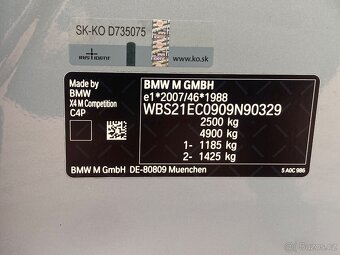 SK-KO D735075
www.ko.sk
Made by
BMW
X4 M Competition
C4P
BMW M GMBH
e1*2007/46*1988
WBS21EC0909N90329
2500 kg
4900 kg
1- 1185 kg
2- 1425 kg
BMW M GmbH DE-80809 Muenchen
5 A0C 986